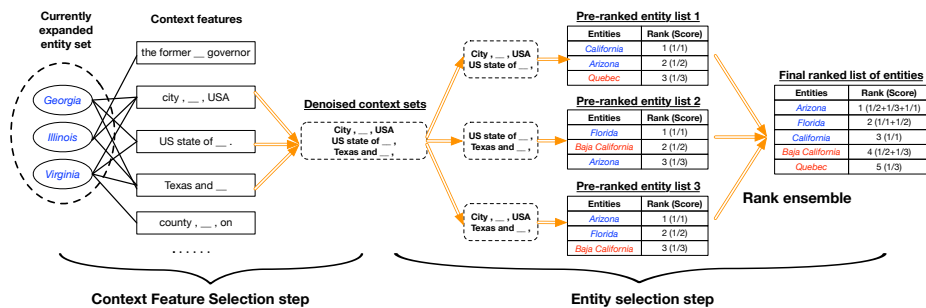 Currently
expanded
entity set
Georgia
Illinois
Virginia
Context features
the former __ governor
city , __ , USA
US state of __ .
Texas and __
county , __ , on
. . . . . .
Context Feature Selection step
Denoised context sets
City , __ , USA
US state of __ ,
Texas and __ ,
City , __ , USA
US state of __ ,
US state of __ ,
Texas and __ ,
City , __ , USA
Texas and __ ,
Pre-ranked entity list 1
Entities Rank (Score)
California 1 (1/1)
Arizona 2 (1/2)
Quebec 3 (1/3)
Pre-ranked entity list 2
Entities Rank (Score)
Florida 1 (1/1)
Baja California 2 (1/2)
Arizona 3 (1/3)
Pre-ranked entity list 3
Entities Rank (Score)
Arizona 1 (1/1)
Florida 2 (1/2)
Baja California 3 (1/3)
Final ranked list of entities
Entities Rank (Score)
Arizona 1 (1/2+1/3+1/1)
Florida 2 (1/1+1/2)
California 3 (1/1)
Baja California 4 (1/2+1/3)
Quebec 5 (1/3)
Rank ensemble
Entity selection step